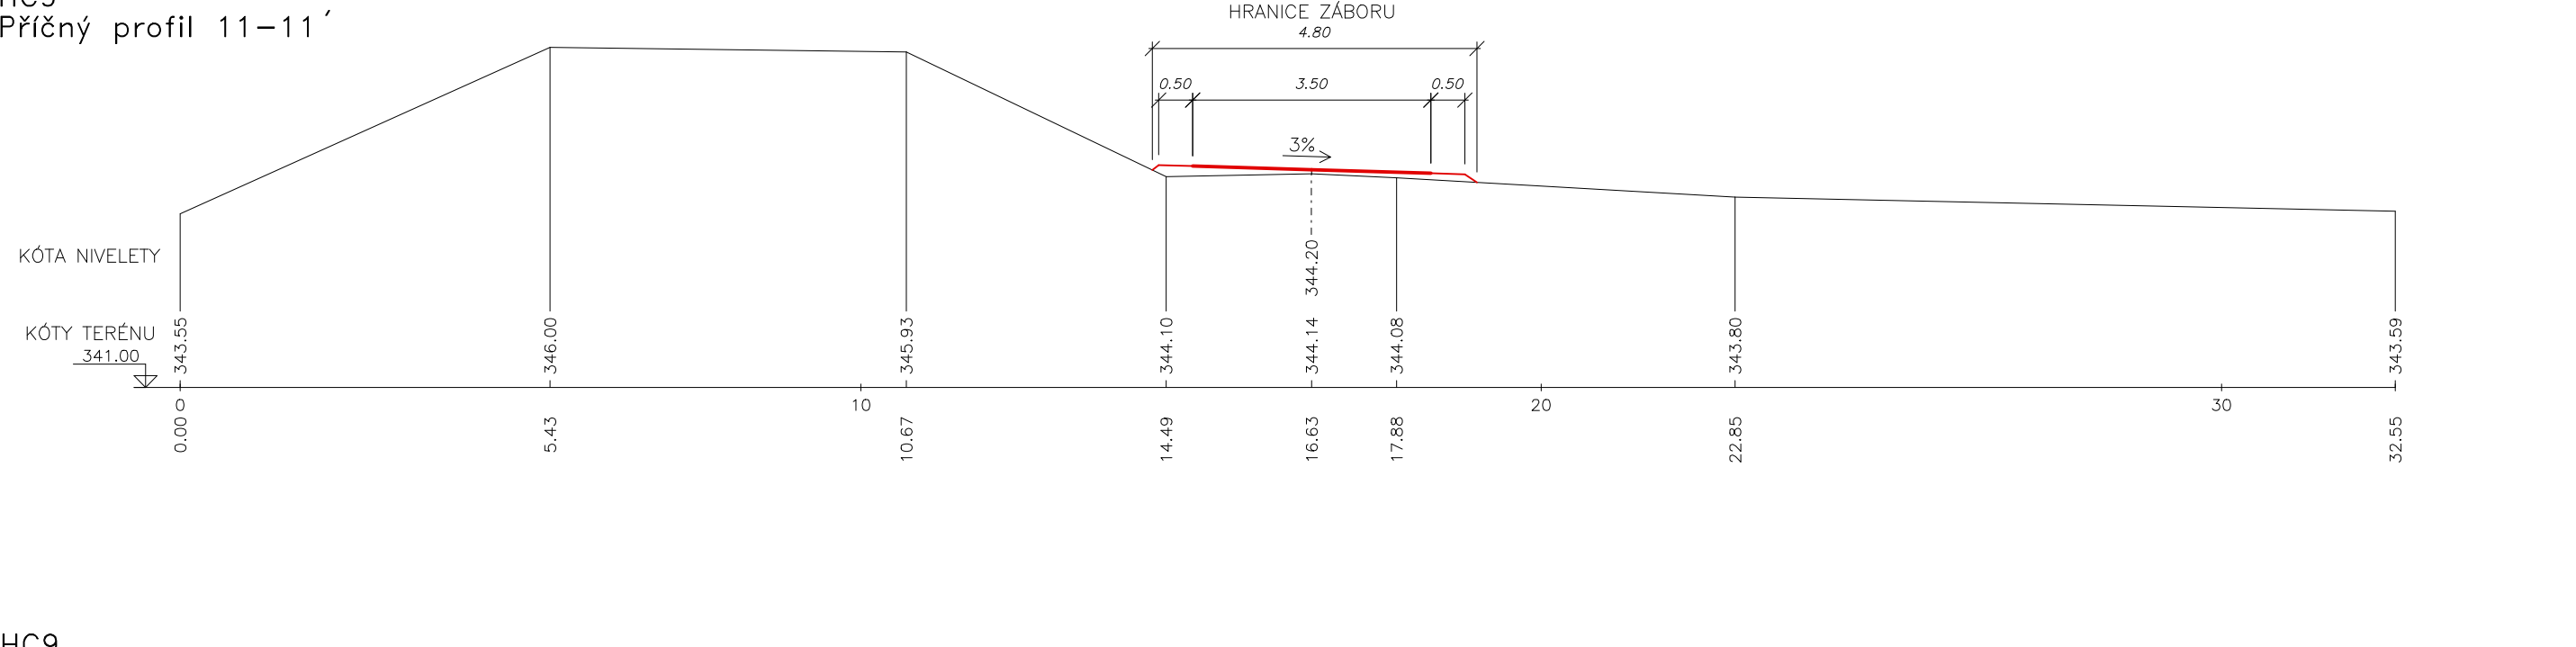 HC9
Příčný profil 11-11´
HRANICE ZÁBORU
4.80
0.50 3.50 0.50
3%
KÓTA NIVELETY
344.20
KÓTY TERÉNU
343.55 346.00 345.93 344.10 344.14 344.08 343.80 343.59
341.00
0 10 20 30
0.00 5.43 10.67 14.49 16.63 17.88 22.85 32.55
HC9